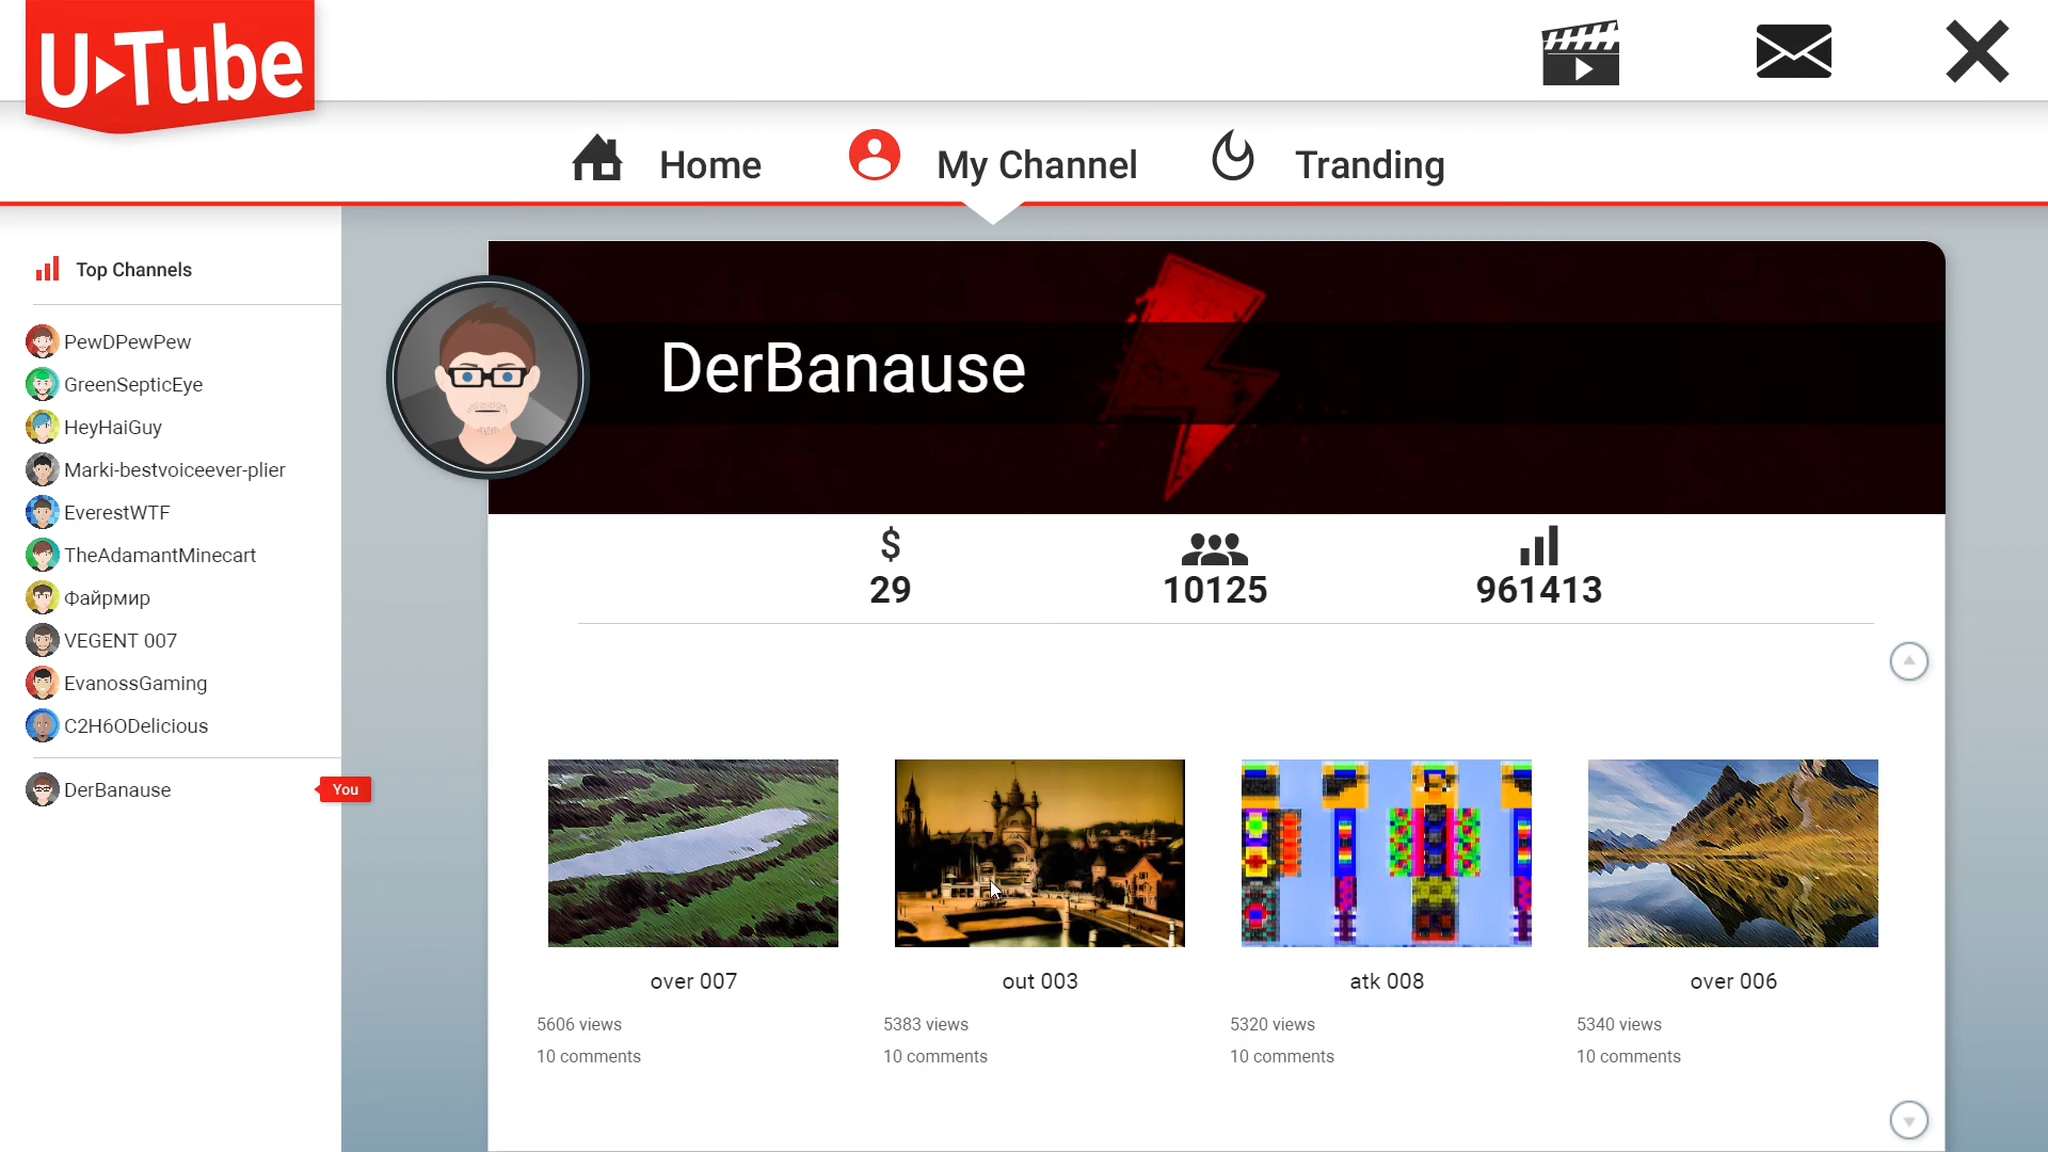 U Tube
Home
My Channel
Tranding
Top Channels
PewDPewPew
GreenSepticEye
HeyHaiGuy
Marki-bestvoiceever-plier
EverestWTF
TheAdamantMinecart
Файрмир
VEGENT 007
EvanossGaming
C2H6ODelicious
DerBanause
You
DerBanause
$
29
10125
961413
over 007
5606 views
10 comments
out 003
5383 views
10 comments
atk 008
5320 views
10 comments
over 006
5340 views
10 comments